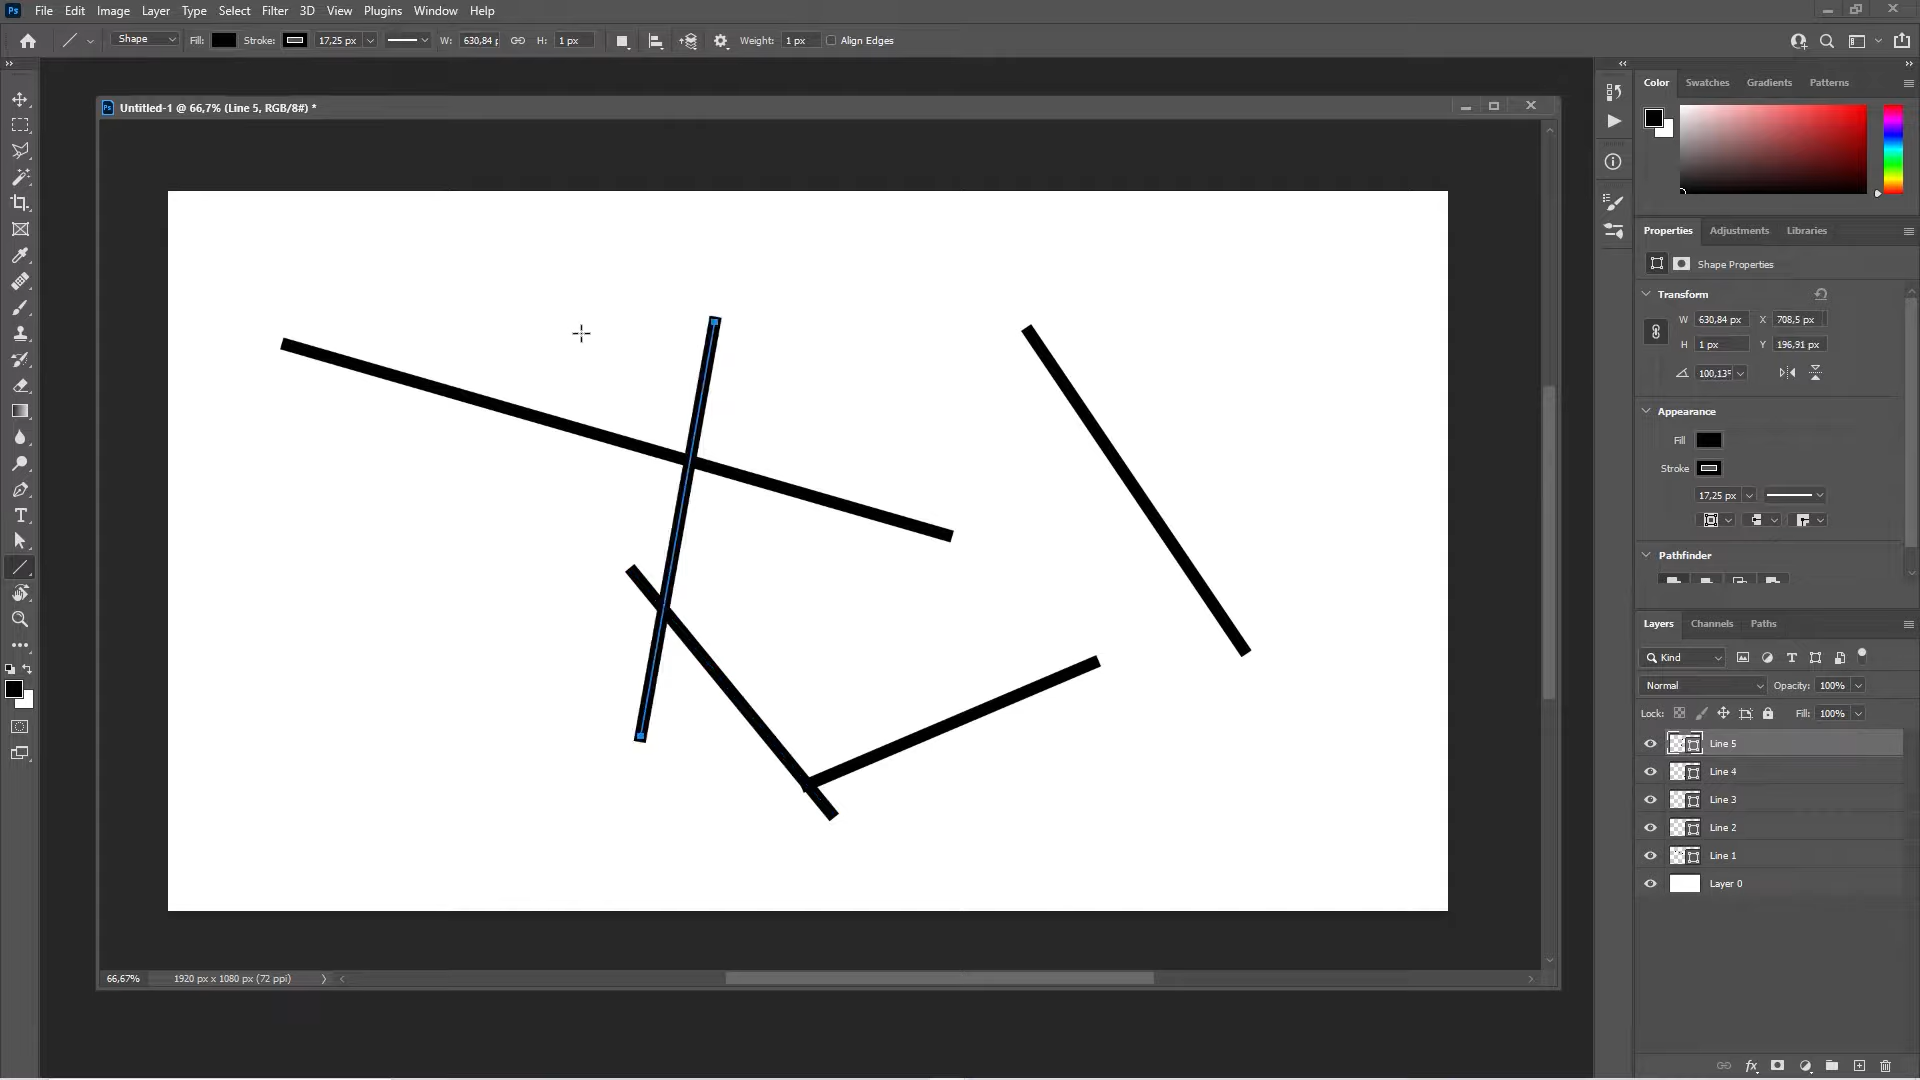 Ps File Edit Image Layer Type Select Filter 3D View Plugins Window Help
Shape Fill: Stroke: 17,25 px W: 630,84 p H: 1 px Weight: 1 px Align Edges
Ps Untitled-1 @ 66,7% (Line 5, RGB/8#) *
Color Swatches Gradients Patterns
Properties Adjustments Libraries
Shape Properties
Transform
W 630,84 px X 708,5 px
H 1 px Y 196,91 px
100,13°
Appearance
Fill
Stroke
17,25 px
Pathfinder
Layers Channels Paths
Kind
Normal Opacity: 100%
Lock: Fill: 100%
Line 5
Line 4
Line 3
Line 2
Line 1
Layer 0
66,67% 1920 px x 1080 px (72 ppi)